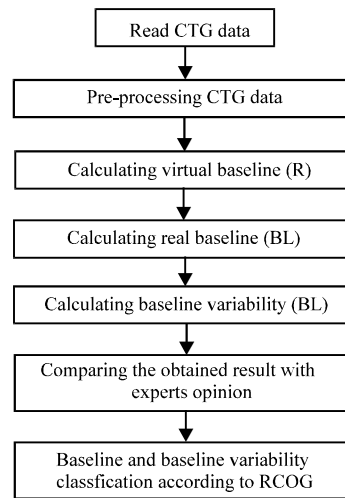 Read CTG data
Pre-processing CTG data
Calculating virtual baseline (R)
Calculating real baseline (BL)
Calculating baseline variability (BL)
Comparing the obtained result with
experts opinion
Baseline and baseline variability
classfication according to RCOG